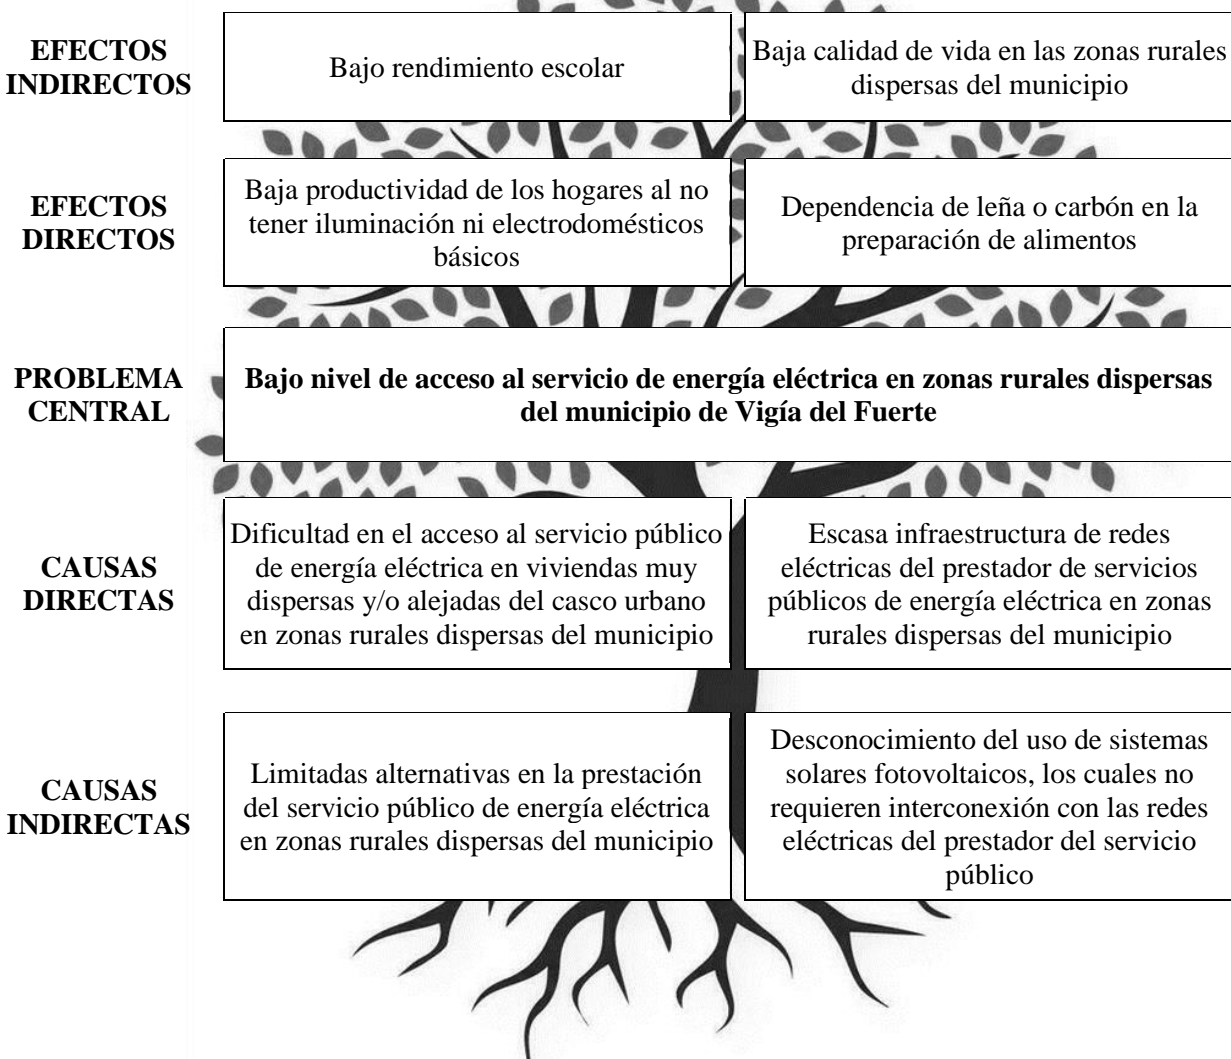 EFECTOS
INDIRECTOS
Bajo rendimiento escolar
Baja calidad de vida en las zonas rurales
dispersas del municipio
EFECTOS
DIRECTOS
Baja productividad de los hogares al no
tener iluminación ni electrodomésticos
básicos
Dependencia de leña o carbón en la
preparación de alimentos
PROBLEMA
CENTRAL
Bajo nivel de acceso al servicio de energía eléctrica en zonas rurales dispersas
del municipio de Vigía del Fuerte
CAUSAS
DIRECTAS
Dificultad en el acceso al servicio público
de energía eléctrica en viviendas muy
dispersas y/o alejadas del casco urbano
en zonas rurales dispersas del municipio
Escasa infraestructura de redes
eléctricas del prestador de servicios
públicos de energía eléctrica en zonas
rurales dispersas del municipio
CAUSAS
INDIRECTAS
Limitadas alternativas en la prestación
del servicio público de energía eléctrica
en zonas rurales dispersas del municipio
Desconocimiento del uso de sistemas
solares fotovoltaicos, los cuales no
requieren interconexión con las redes
eléctricas del prestador del servicio
público